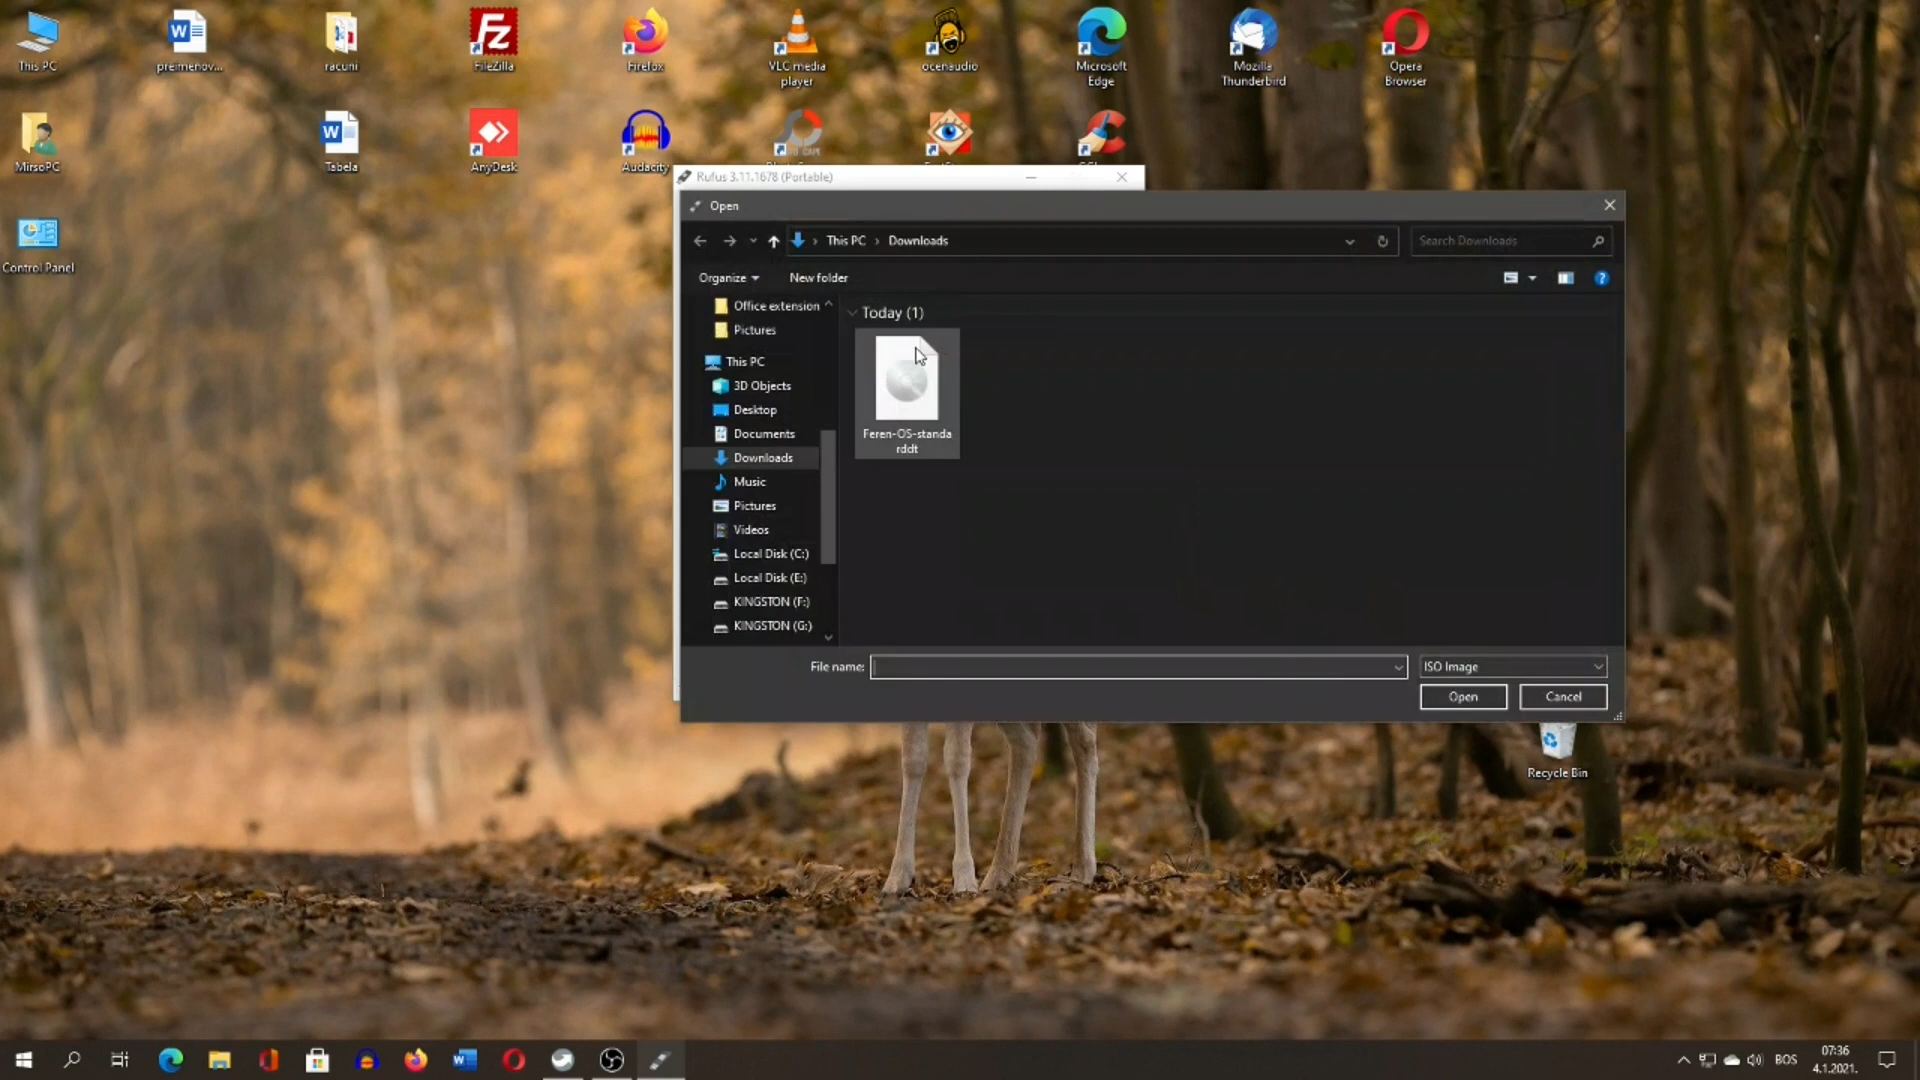 This PC
preimenov...
racuni
FileZilla
Firefox
VLC media
player
ocenaudio
Microsoft
Edge
Mozilla
Thunderbird
Opera
Browser
MirsoPC
Tabela
AnyDesk
Audacity
Control Panel
Rufus 3.11.1678 (Portable)
Open
This PC
Downloads
Search Downloads
Organize
New folder
Office extension
Pictures
This PC
3D Objects
Desktop
Documents
Downloads
Music
Pictures
Videos
Local Disk (C:)
Local Disk (E:)
KINGSTON (F:)
KINGSTON (G:)
Today (1)
Feren-OS-standa
rddt
File name:
ISO Image
Open
Cancel
Recycle Bin
BOS
07:36
4.1.2021.